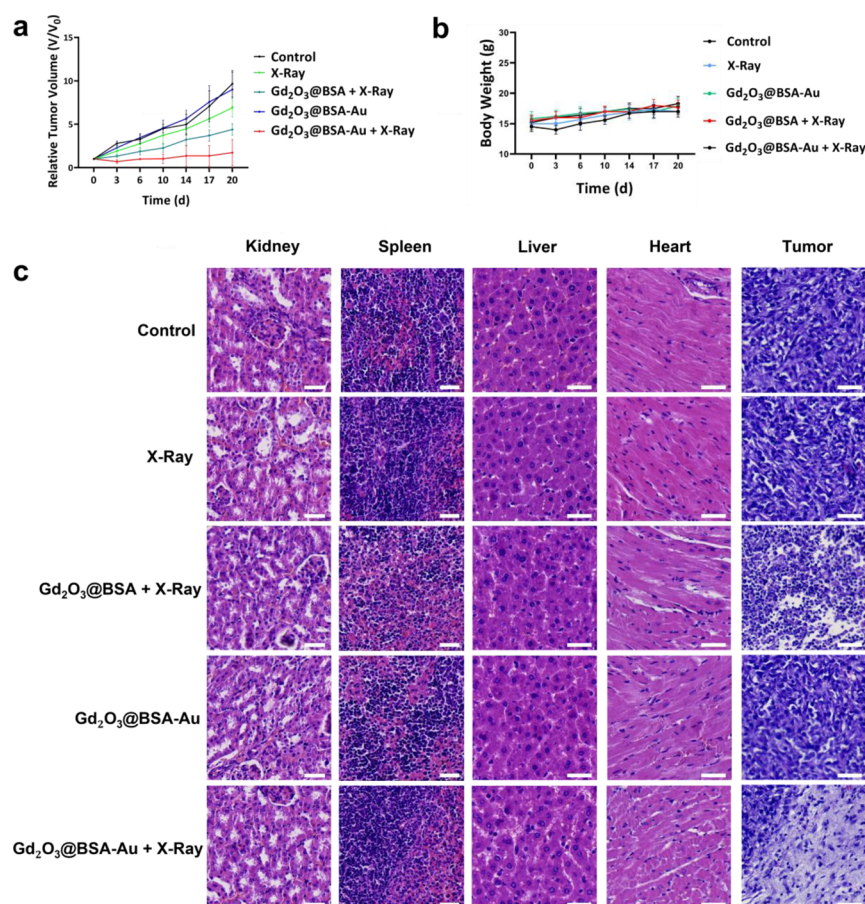 a
Relative Tumor Volume (V/V₀)
15
10
5
0
0 3 6 10 14 17 20
Time (d)
Control
X-Ray
Gd₂O₃@BSA + X-Ray
Gd₂O₃@BSA-Au
Gd₂O₃@BSA-Au + X-Ray
b
Body Weight (g)
30
25
20
15
10
0 3 6 10 14 17 20
Time (d)
Control
X-Ray
Gd₂O₃@BSA-Au
Gd₂O₃@BSA + X-Ray
Gd₂O₃@BSA-Au + X-Ray
c
Kidney Spleen Liver Heart Tumor
Control
X-Ray
Gd₂O₃@BSA + X-Ray
Gd₂O₃@BSA-Au
Gd₂O₃@BSA-Au + X-Ray